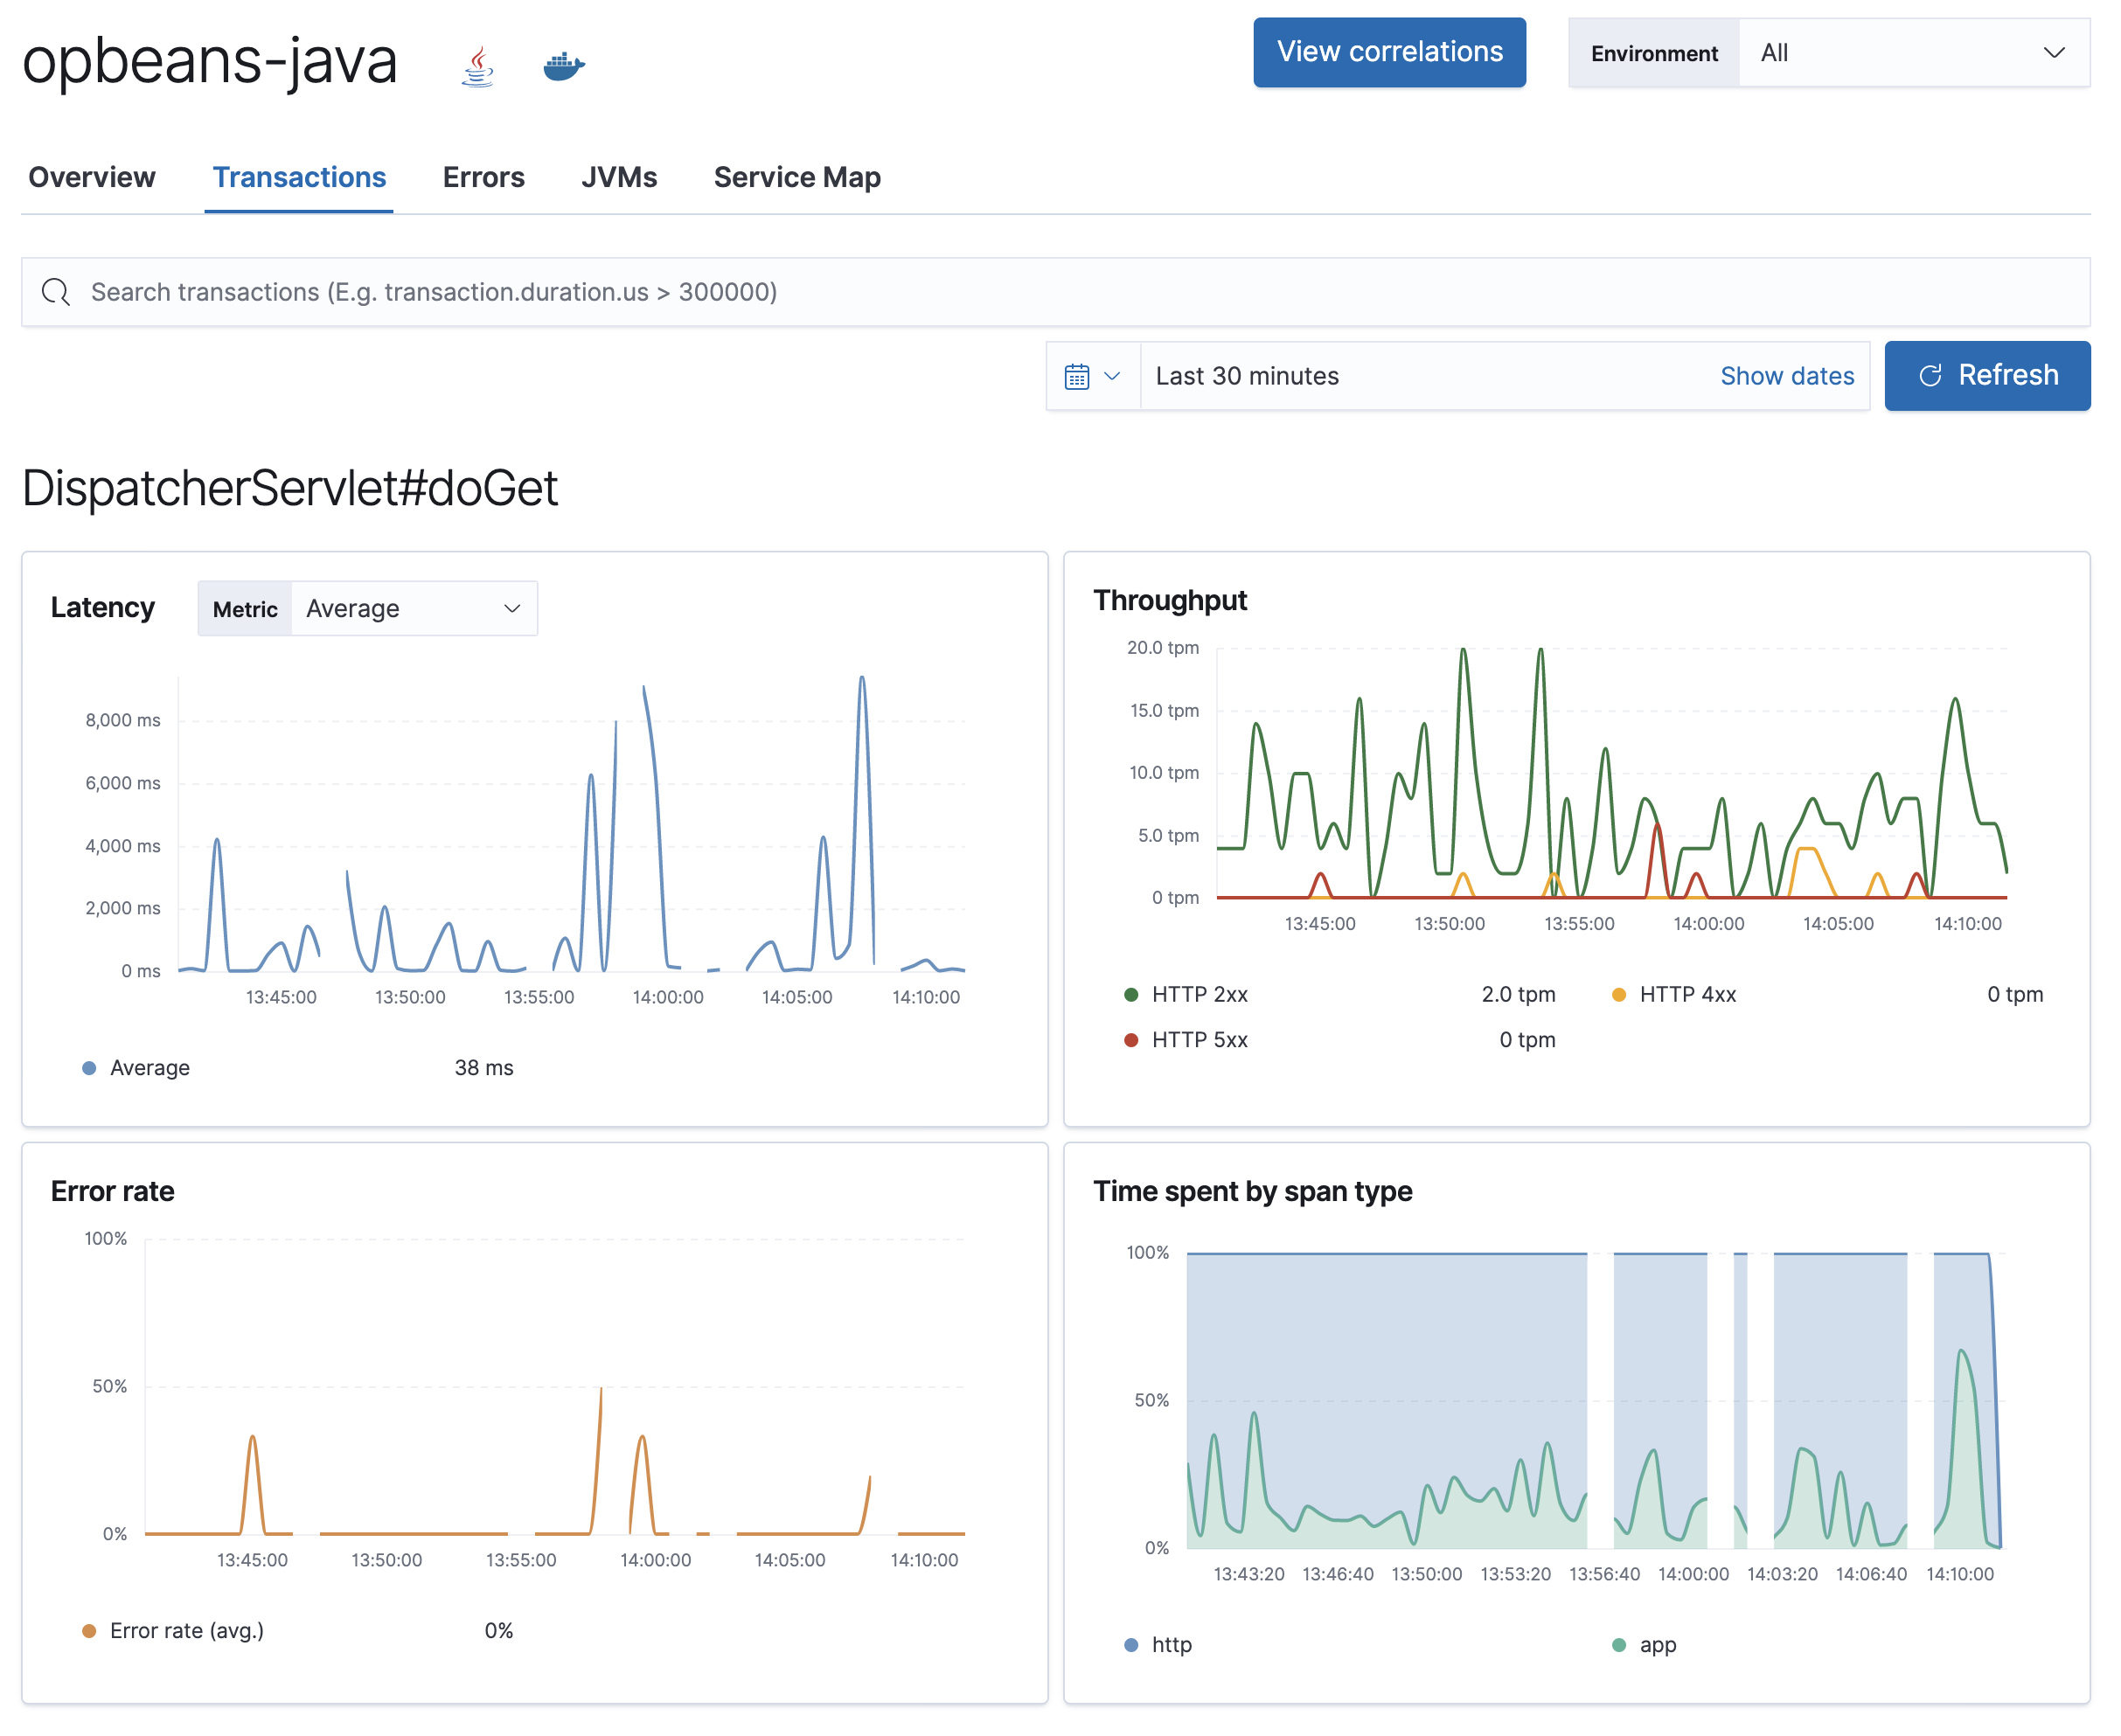 opbeans-java
View correlations
Environment All
Overview Transactions Errors JVMs Service Map
Search transactions (E.g. transaction.duration.us > 300000)
Last 30 minutes Show dates Refresh
DispatcherServlet#doGet
Latency Metric Average
8,000 ms
6,000 ms
4,000 ms
2,000 ms
0 ms
13:45:00 13:50:00 13:55:00 14:00:00 14:05:00 14:10:00
Average 38 ms
Throughput
20.0 tpm
15.0 tpm
10.0 tpm
5.0 tpm
0 tpm
13:45:00 13:50:00 13:55:00 14:00:00 14:05:00 14:10:00
HTTP 2xx 2.0 tpm HTTP 4xx 0 tpm
HTTP 5xx 0 tpm
Error rate
100%
50%
0%
13:45:00 13:50:00 13:55:00 14:00:00 14:05:00 14:10:00
Error rate (avg.) 0%
Time spent by span type
100%
50%
0%
13:43:20 13:46:40 13:50:00 13:53:20 13:56:40 14:00:00 14:03:20 14:06:40 14:10:00
http app